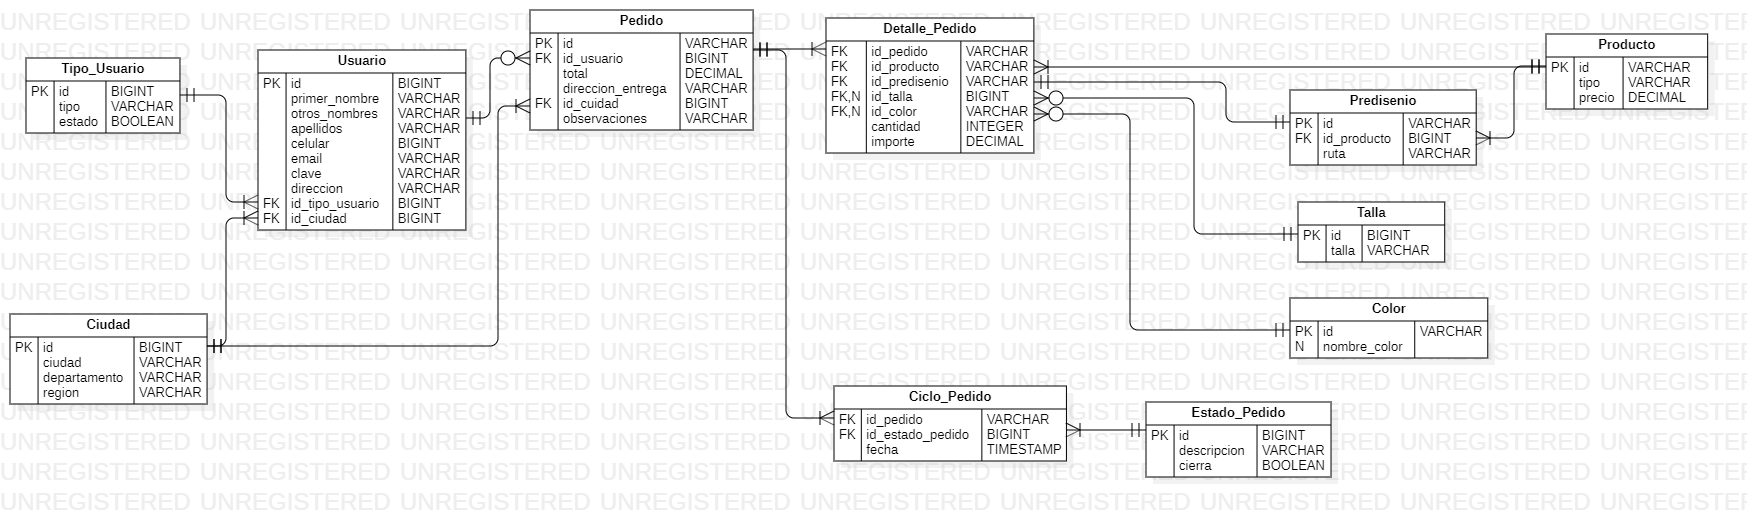 Tipo_Usuario
PK id BIGINT
tipo VARCHAR
estado BOOLEAN
Usuario
PK id BIGINT
primer_nombre VARCHAR
otros_nombres VARCHAR
apellidos VARCHAR
celular BIGINT
email VARCHAR
clave VARCHAR
direccion VARCHAR
FK id_tipo_usuario BIGINT
FK id_ciudad BIGINT
Pedido
PK id VARCHAR
FK id_usuario BIGINT
total DECIMAL
direccion_entrega VARCHAR
FK id_cuidad BIGINT
observaciones VARCHAR
Detalle_Pedido
FK id_pedido VARCHAR
FK id_producto VARCHAR
FK id_predisenio VARCHAR
FK,N id_talla BIGINT
FK,N id_color VARCHAR
cantidad INTEGER
importe DECIMAL
Producto
PK id VARCHAR
tipo VARCHAR
precio DECIMAL
Predisenio
PK id VARCHAR
FK id_producto BIGINT
ruta VARCHAR
Talla
PK id BIGINT
talla VARCHAR
Color
PK id VARCHAR
N nombre_color
Ciudad
PK id BIGINT
ciudad VARCHAR
departamento VARCHAR
region VARCHAR
Ciclo_Pedido
FK id_pedido VARCHAR
FK id_estado_pedido BIGINT
fecha TIMESTAMP
Estado_Pedido
PK id BIGINT
descripcion VARCHAR
cierra BOOLEAN
UNREGISTERED